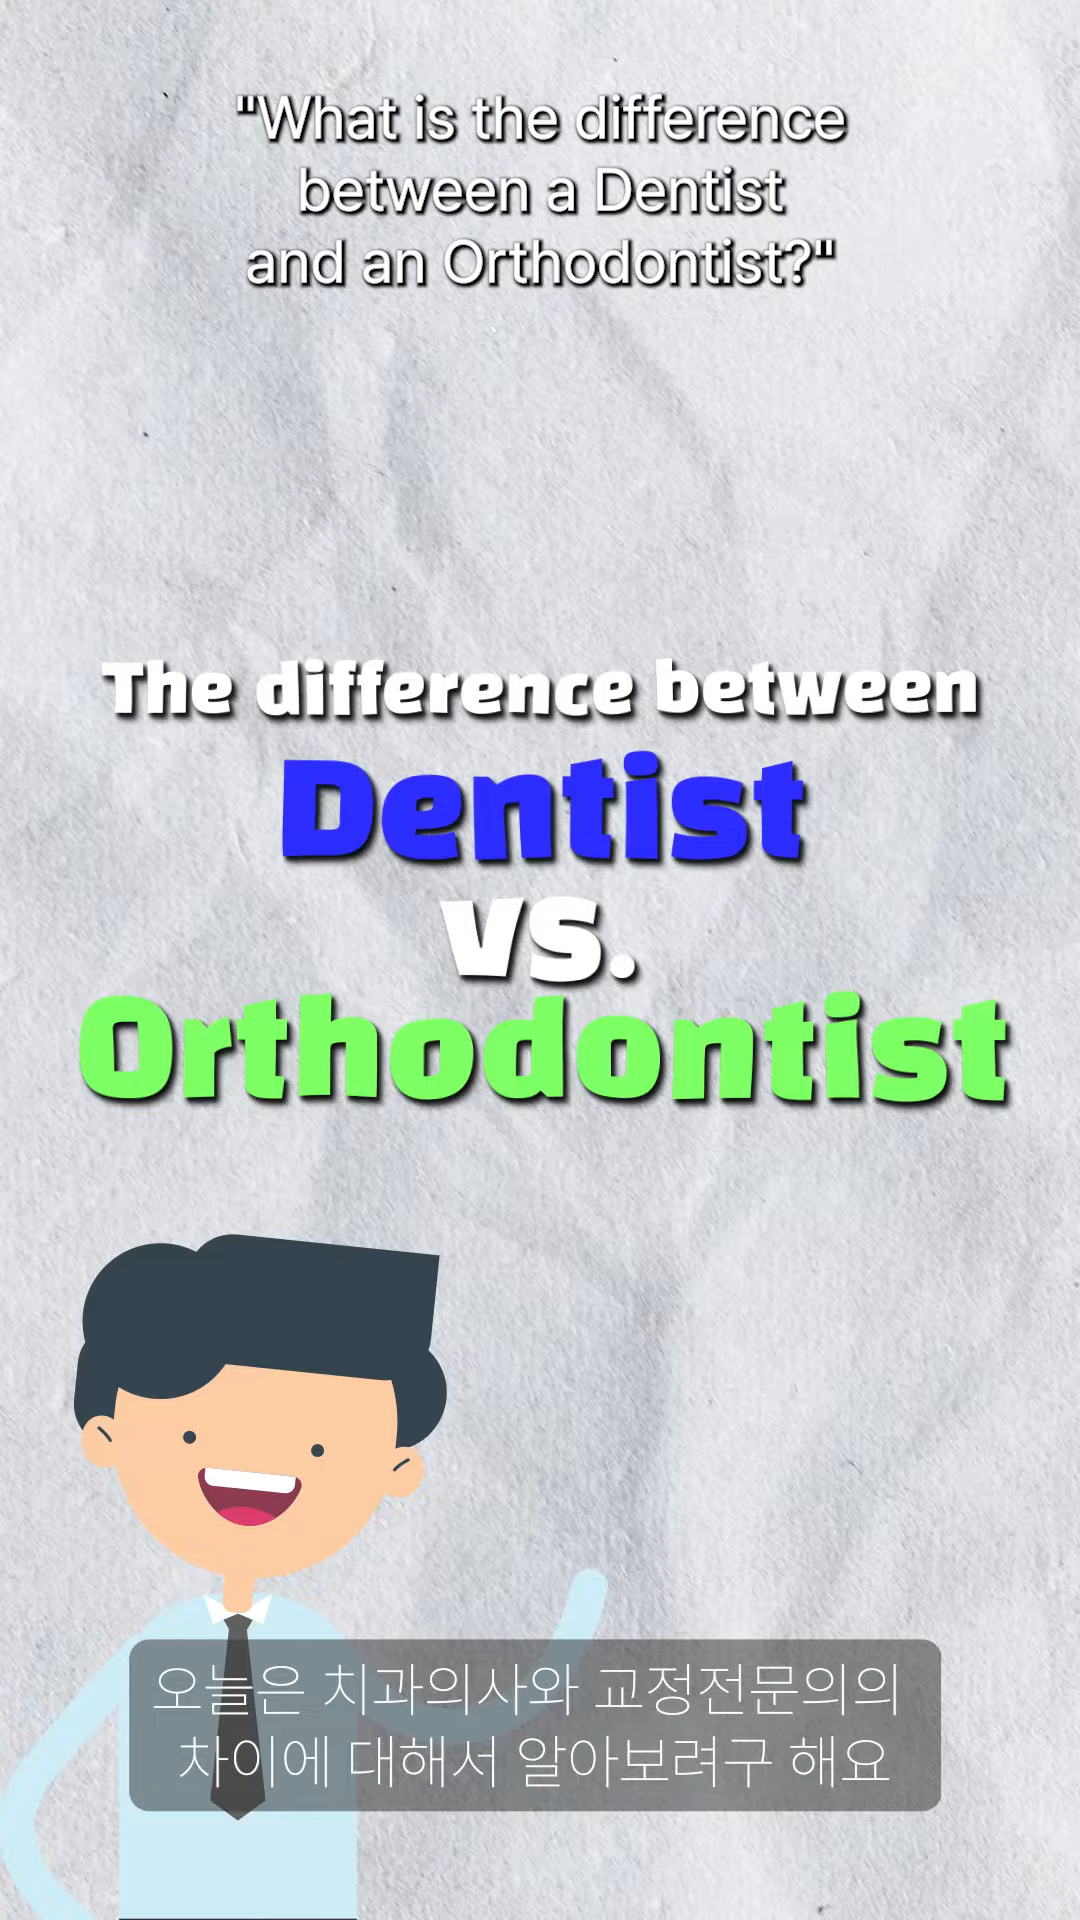 "What is the difference
between a Dentist
and an Orthodontist?"
The difference between
Dentist
vs.
Orthodontist
오늘은 치과의사와 교정전문의의
차이에 대해서 알아보려구 해요